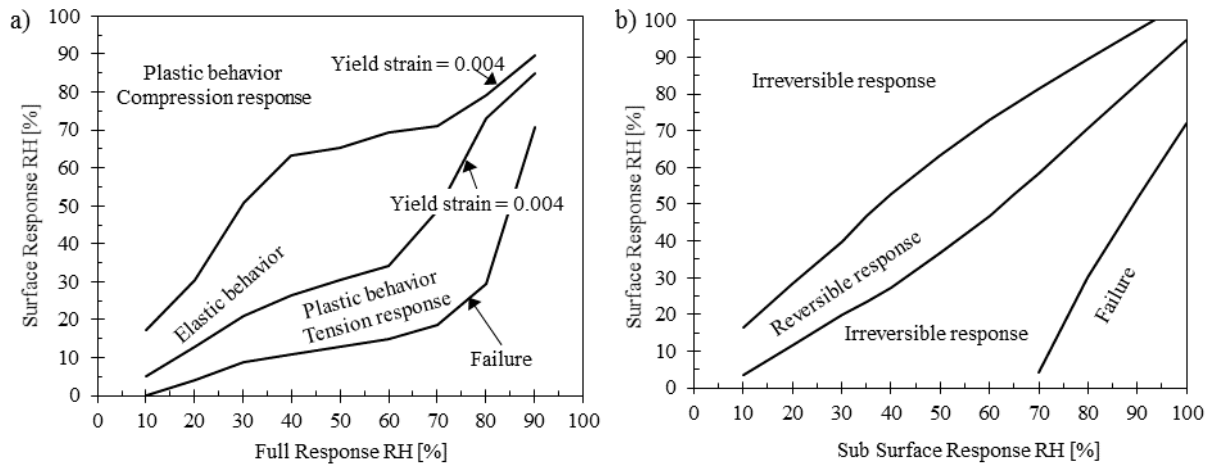 a)
100
90
80
70
60
50
40
30
20
10
0
Surface Response RH [%]
Plastic behavior
Compression response
Yield strain = 0.004
Yield strain = 0.004
Elastic behavior
Plastic behavior
Tension response
Failure
0 10 20 30 40 50 60 70 80 90 100
Full Response RH [%]
b)
100
90
80
70
60
50
40
30
20
10
0
Surface Response RH [%]
Irreversible response
Reversible response
Irreversible response
Failure
0 10 20 30 40 50 60 70 80 90 100
Sub Surface Response RH [%]